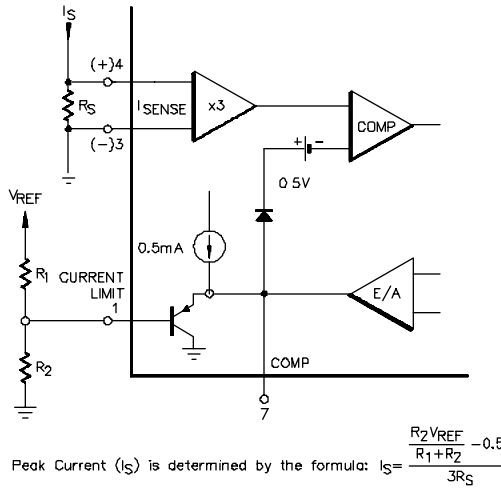 IS
(+)4
RS
ISENSE
x3
(−)3
COMP
+ −
0.5V
VREF
0.5mA
R1
CURRENT
LIMIT
1
E/A
R2
COMP
7
Peak Current (IS) is determined by the formula: IS= R2VREF / R1+R2 −0.5 / 3RS